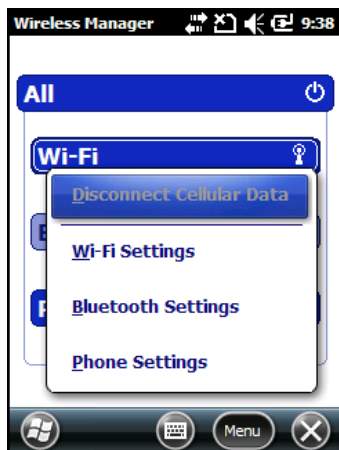 Wireless Manager 9:38
All
Wi-Fi
Disconnect Cellular Data
Wi-Fi Settings
Bluetooth Settings
Phone Settings
Menu